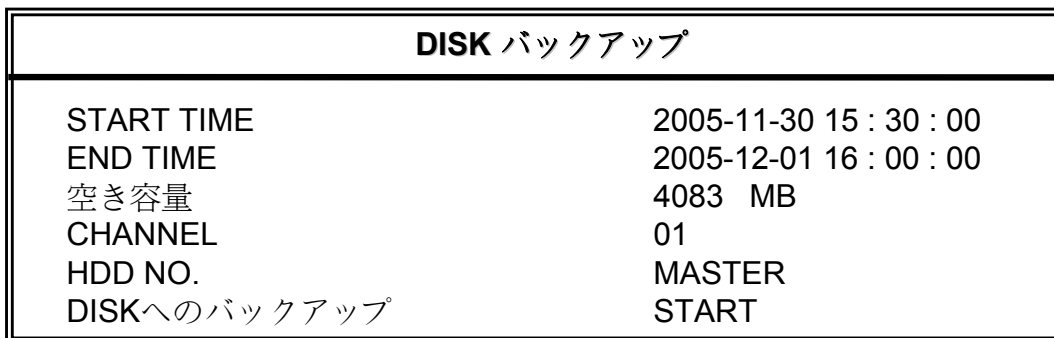 DISK バックアップ
START TIME 2005-11-30 15 : 30 : 00
END TIME 2005-12-01 16 : 00 : 00
空き容量 4083 MB
CHANNEL 01
HDD NO. MASTER
DISKへのバックアップ START